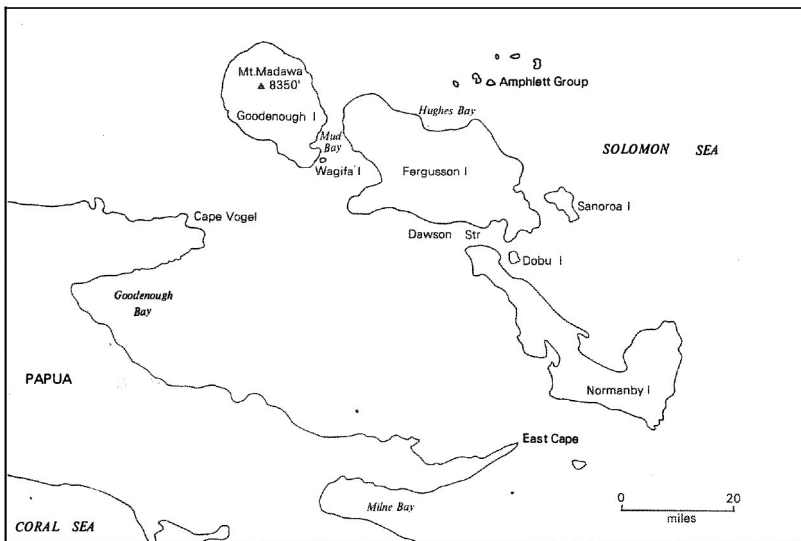 Mt.Madawa
▲ 8350'
Goodenough I
Amphlett Group
Hughes Bay
Mud
Bay
SOLOMON SEA
Wagifa I
Fergusson I
Sanoroa I
Cape Vogel
Dawson Str
Dobu I
Goodenough
Bay
PAPUA
Normanby I
East Cape
Milne Bay
0 20
miles
CORAL SEA